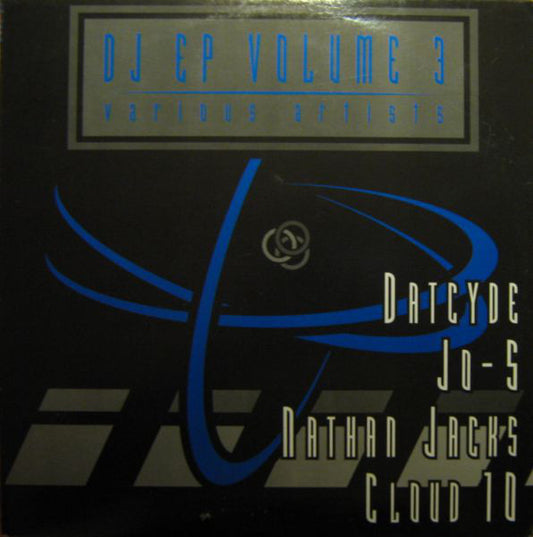 DJ EP VOLUME 3
various artists
DATCYDE
JO-S
NATHAN JACKS
CLOUD 10